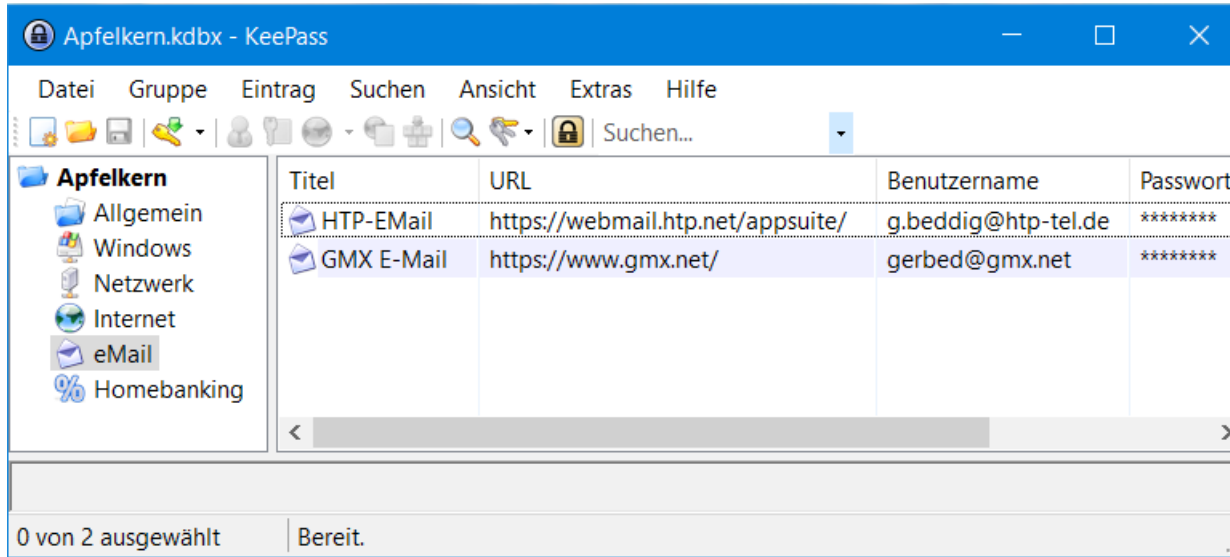 Apfelkern.kdbx - KeePass
Datei Gruppe Eintrag Suchen Ansicht Extras Hilfe
Suchen...
Apfelkern
Allgemein
Windows
Netzwerk
Internet
eMail
Homebanking
Titel URL Benutzername Passwort
HTP-EMail https://webmail.htp.net/appsuite/ g.beddig@htp-tel.de ********
GMX E-Mail https://www.gmx.net/ gerbed@gmx.net ********
0 von 2 ausgewählt Bereit.